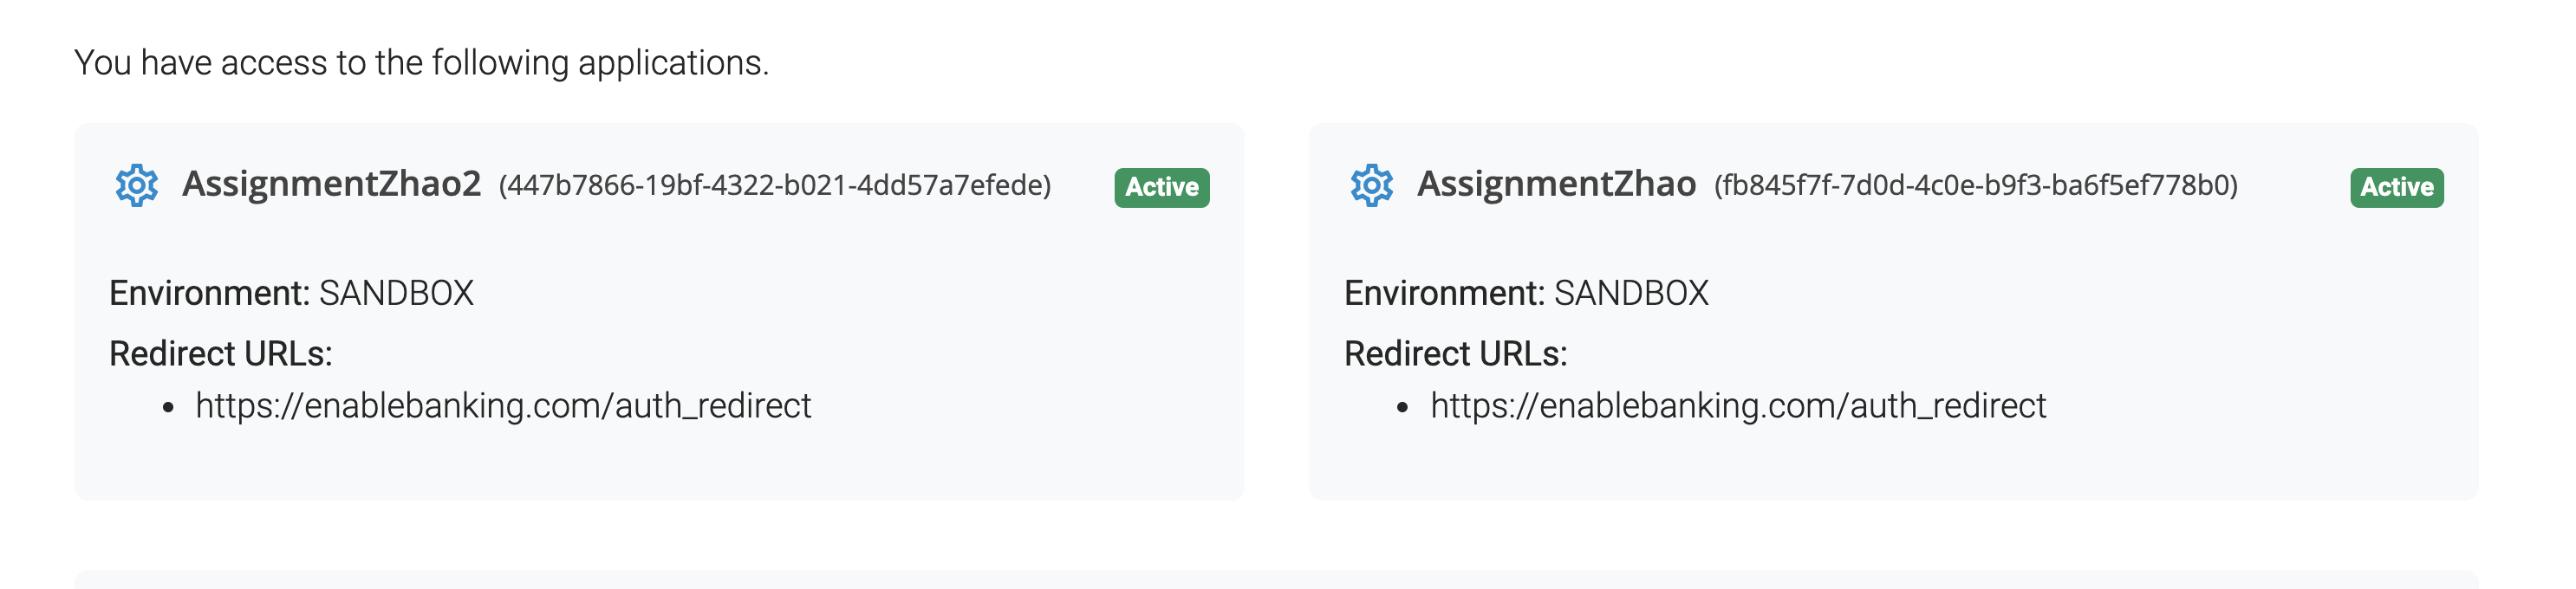 You have access to the following applications.
AssignmentZhao2 (447b7866-19bf-4322-b021-4dd57a7efede) Active
Environment: SANDBOX
Redirect URLs:
• https://enablebanking.com/auth_redirect
AssignmentZhao (fb845f7f-7d0d-4c0e-b9f3-ba6f5ef778b0) Active
Environment: SANDBOX
Redirect URLs:
• https://enablebanking.com/auth_redirect